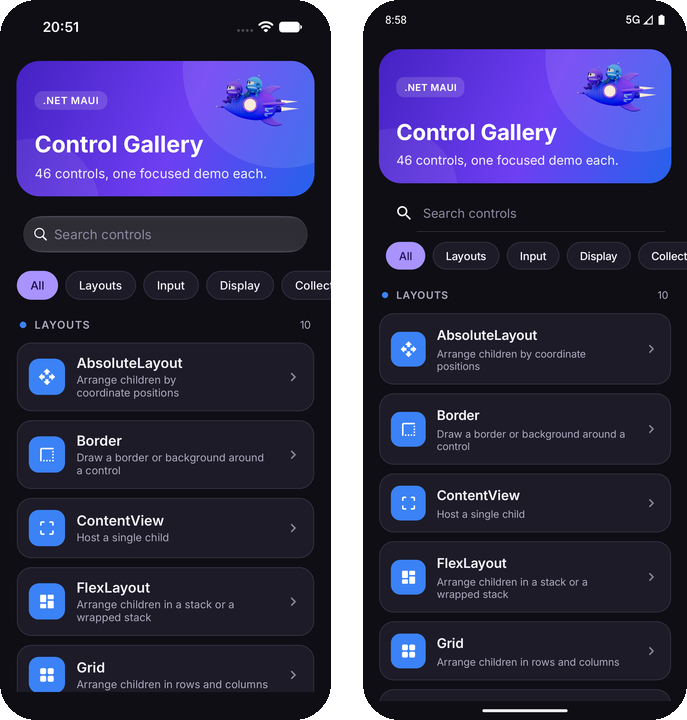 20:51
.NET MAUI
Control Gallery
46 controls, one focused demo each.
Search controls
All
Layouts
Input
Display
Collec
LAYOUTS
10
AbsoluteLayout
Arrange children by
coordinate positions
Border
Draw a border or background around
a control
ContentView
Host a single child
FlexLayout
Arrange children in a stack or a
wrapped stack
Grid
Arrange children in rows and columns
8:58
5G
.NET MAUI
Control Gallery
46 controls, one focused demo each.
Search controls
All
Layouts
Input
Display
Collect
LAYOUTS
10
AbsoluteLayout
Arrange children by coordinate
positions
Border
Draw a border or background around a
control
ContentView
Host a single child
FlexLayout
Arrange children in a stack or a
wrapped stack
Grid
Arrange children in rows and columns